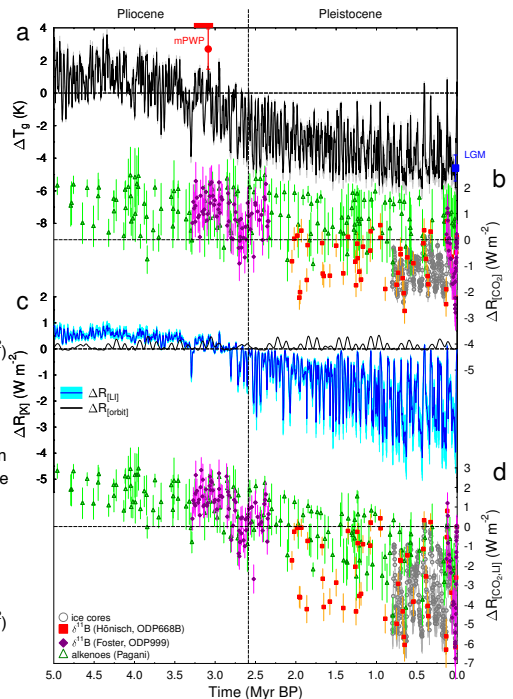 Pliocene Pleistocene
a
mPWP
4
2
0
-2
-4
-6
-8
ΔT_g (K)
LGM
b
2
1
0
-1
-2
-3
-4
-5
ΔR_[CO₂] (W m⁻²)
c
2
1
0
-1
-2
-3
-4
-5
ΔR_[X] (W m⁻²)
ΔR_[LI]
ΔR_[orbit]
d
3
2
1
0
-1
-2
-3
-4
-5
-6
-7
ΔR_[CO₂,LI] (W m⁻²)
ice cores
δ¹¹B (Hönisch, ODP668B)
δ¹¹B (Foster, ODP999)
alkenoes (Pagani)
5.0 4.5 4.0 3.5 3.0 2.5 2.0 1.5 1.0 0.5 0.0
Time (Myr BP)